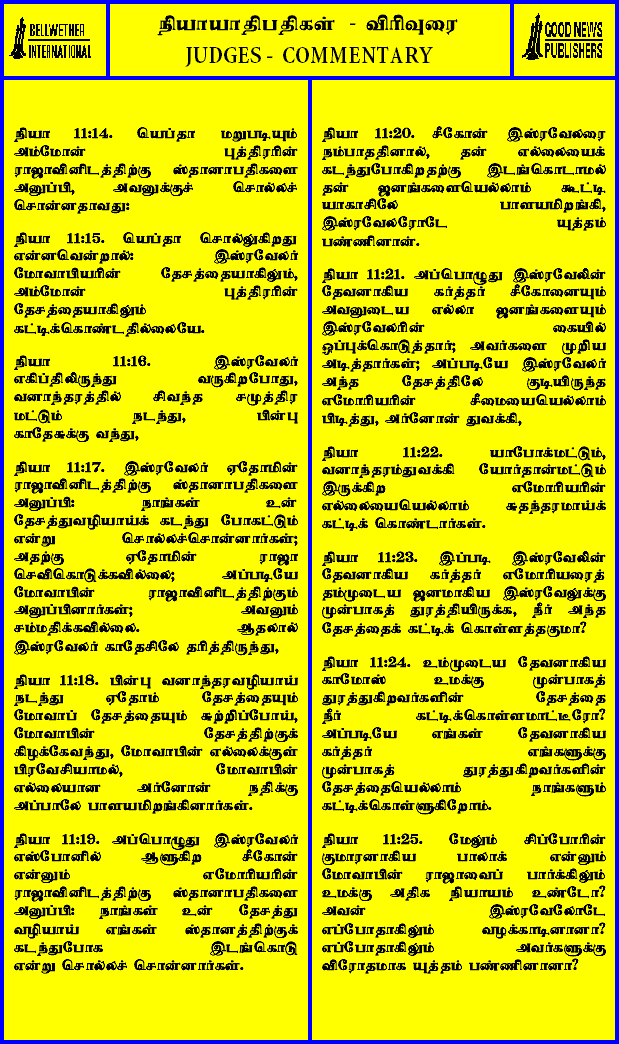 BELLWETHER
INTERNATIONAL
நியாயாதிபதிகள் - விரிவுரை
JUDGES - COMMENTARY
GOOD NEWS
PUBLISHERS
நியா 11:14. யெப்தா மறுபடியும்
அம்மோன் புத்திரரின்
ராஜாவினிடத்திற்கு ஸ்தானாபதிகளை
அனுப்பி, அவனுக்குச் சொல்லச்
சொன்னதாவது:
நியா 11:15. யெப்தா சொல்லுகிறது
என்னவென்றால்: இஸ்ரவேலர்
மோவாபியரின் தேசத்தையாகிலும்,
அம்மோன் புத்திரரின்
தேசத்தையாகிலும்
கட்டிக்கொண்டதில்லையே.
நியா 11:16. இஸ்ரவேலர்
எகிப்திலிருந்து வருகிறபோது,
வனாந்தரத்தில் சிவந்த சமுத்திர
மட்டும் நடந்து, பின்பு
காதேசுக்கு வந்து,
நியா 11:17. இஸ்ரவேலர் ஏதோமின்
ராஜாவினிடத்திற்கு ஸ்தானாபதிகளை
அனுப்பி: நாங்கள் உன்
தேசத்துவழியாய்க் கடந்து போகட்டும்
என்று சொல்லச்சொன்னார்கள்;
அதற்கு ஏதோமின் ராஜா
செவிகொடுக்கவில்லை; அப்படியே
மோவாபின் ராஜாவினிடத்திற்கும்
அனுப்பினார்கள்; அவனும்
சம்மதிக்கவில்லை. ஆதலால்
இஸ்ரவேலர் காதேசிலே தரித்திருந்து,
நியா 11:18. பின்பு வனாந்தரவழியாய்
நடந்து ஏதோம் தேசத்தையும்
மோவாப் தேசத்தையும் சுற்றிப்போய்,
மோவாபின் தேசத்திற்குக்
கிழக்கேவந்து, மோவாபின் எல்லைக்குள்
பிரவேசியாமல், மோவாபின்
எல்லையான அர்னோன் நதிக்கு
அப்பாலே பாளயமிறங்கினார்கள்.
நியா 11:19. அப்பொழுது இஸ்ரவேலர்
எஸ்போனில் ஆளுகிற சீகோன்
என்னும் எமோரியரின்
ராஜாவினிடத்திற்கு ஸ்தானாபதிகளை
அனுப்பி: நாங்கள் உன் தேசத்து
வழியாய் எங்கள் ஸ்தானத்திற்குக்
கடந்துபோக இடங்கொடு
என்று சொல்லச் சொன்னார்கள்.
நியா 11:20. சீகோன் இஸ்ரவேலரை
நம்பாததினால், தன் எல்லையைக்
கடந்துபோகிறதற்கு இடங்கொடாமல்
தன் ஜனங்களையெல்லாம் கூட்டி
யாகாசிலே பாளயமிறங்கி,
இஸ்ரவேலரோடே யுத்தம்
பண்ணினான்.
நியா 11:21. அப்பொழுது இஸ்ரவேலின்
தேவனாகிய கர்த்தர் சீகோனையும்
அவனுடைய எல்லா ஜனங்களையும்
இஸ்ரவேலரின் கையில்
ஒப்புக்கொடுத்தார்; அவர்களை முறிய
அடித்தார்கள்; அப்படியே இஸ்ரவேலர்
அந்த தேசத்திலே குடியிருந்த
எமோரியரின் சீமையையெல்லாம்
பிடித்து, அர்னோன் துவக்கி,
நியா 11:22. யாபோக்மட்டும்,
வனாந்தரம்துவக்கி யோர்தான்மட்டும்
இருக்கிற எமோரியரின்
எல்லையையெல்லாம் சுதந்தரமாய்க்
கட்டிக் கொண்டார்கள்.
நியா 11:23. இப்படி இஸ்ரவேலின்
தேவனாகிய கர்த்தர் எமோரியரைத்
தம்முடைய ஜனமாகிய இஸ்ரவேலுக்கு
முன்பாகத் துரத்தியிருக்க, நீர் அந்த
தேசத்தைக் கட்டிக் கொள்ளத்தகுமா?
நியா 11:24. உம்முடைய தேவனாகிய
காமோஸ் உமக்கு முன்பாகத்
துரத்துகிறவர்களின் தேசத்தை
நீர் கட்டிக்கொள்ளமாட்டீரோ?
அப்படியே எங்கள் தேவனாகிய
கர்த்தர் எங்களுக்கு
முன்பாகத் துரத்துகிறவர்களின்
தேசத்தையெல்லாம் நாங்களும்
கட்டிக்கொள்ளுகிறோம்.
நியா 11:25. மேலும் சிப்போரின்
குமாரனாகிய பாலாக் என்னும்
மோவாபின் ராஜாவைப் பார்க்கிலும்
உமக்கு அதிக நியாயம் உண்டோ?
அவன் இஸ்ரவேலோடே
எப்போதாகிலும் வழக்காடினானா?
எப்போதாகிலும் அவர்களுக்கு
விரோதமாக யுத்தம் பண்ணினானா?